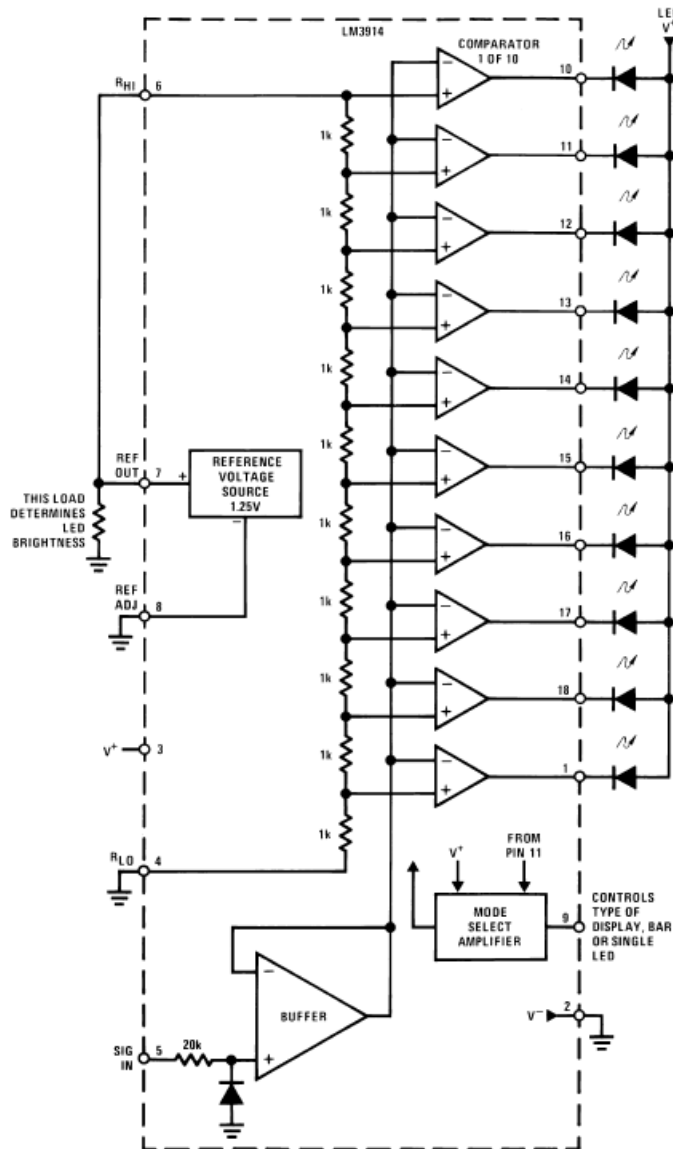 LM3914
LED
V+
COMPARATOR
1 OF 10
RHI
6
10
1k
11
1k
12
1k
13
1k
14
1k
15
REF
OUT
7
+
REFERENCE
VOLTAGE
SOURCE
1.25V
−
1k
THIS LOAD
DETERMINES
LED
BRIGHTNESS
16
1k
REF
ADJ
8
17
1k
18
1k
V+
3
1
1k
RLO
4
V+
FROM
PIN 11
MODE
SELECT
AMPLIFIER
9
CONTROLS
TYPE OF
DISPLAY, BAR
OR SINGLE
LED
−
BUFFER
+
V−
2
SIG
IN
5
20k